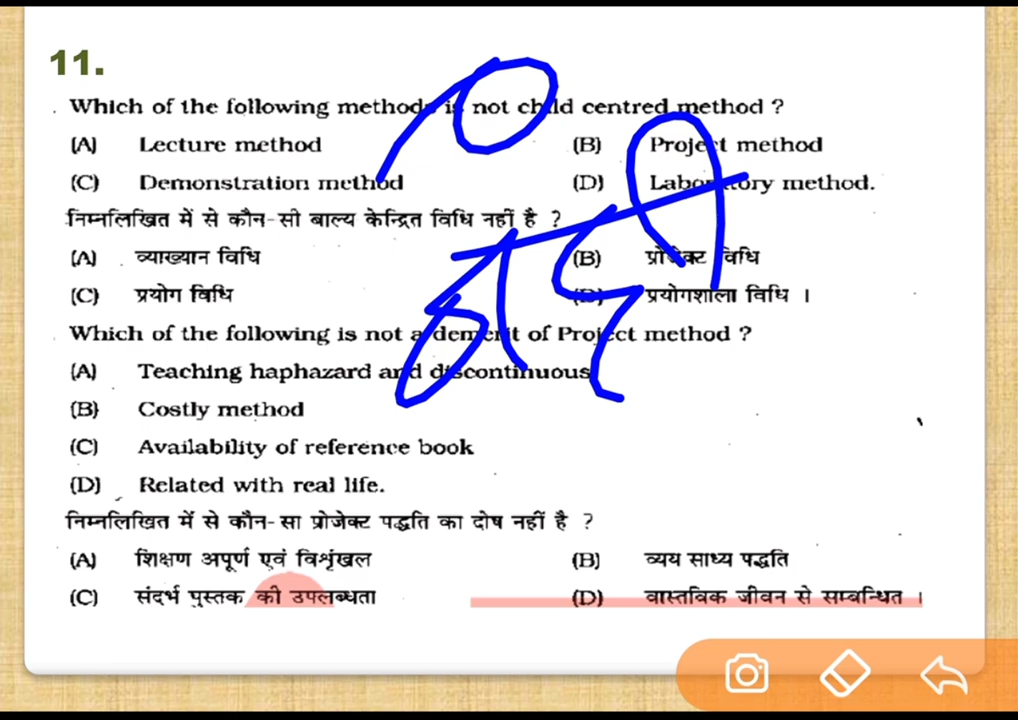 11.
Which of the following methods is not child centred method ?
(A) Lecture method (B) Project method
(C) Demonstration method (D) Laboratory method.
निम्नलिखित में से कौन-सी बाल्य केन्द्रित विधि नहीं है ?
(A) व्याख्यान विधि (B) प्रोजेक्ट विधि
(C) प्रयोग विधि (D) प्रयोगशाला विधि ।
Which of the following is not a demerit of Project method ?
(A) Teaching haphazard and discontinuous
(B) Costly method
(C) Availability of reference book
(D) Related with real life.
निम्नलिखित में से कौन-सा प्रोजेक्ट पद्धति का दोष नहीं है ?
(A) शिक्षण अपूर्ण एवं विश्रृंखल (B) व्यय साध्य पद्धति
(C) संदर्भ पुस्तक की उपलब्धता (D) वास्तविक जीवन से सम्बन्धित ।